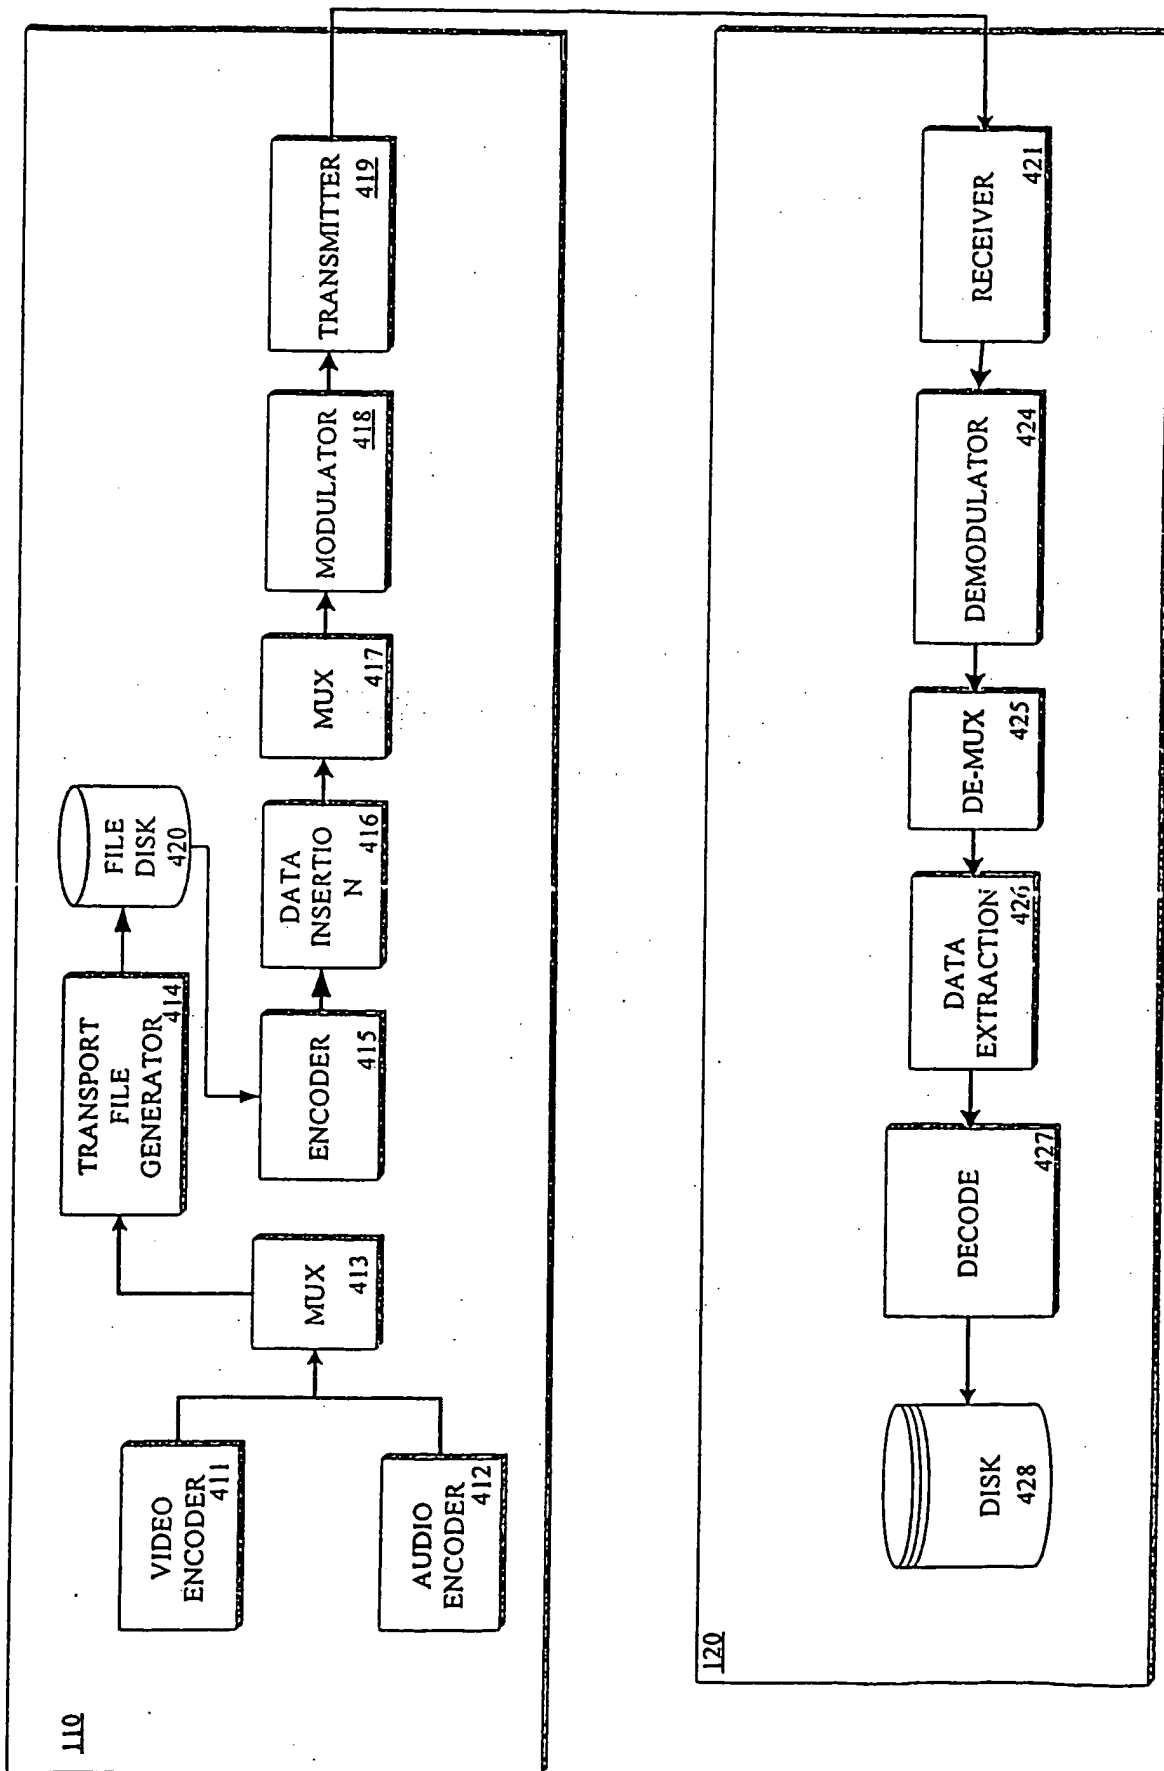 110
VIDEO
ENCODER
411
AUDIO
ENCODER
412
MUX
413
TRANSPORT
FILE
GENERATOR
414
FILE
DISK
420
ENCODER
415
DATA
INSERTIO
N
416
MUX
417
MODULATOR
418
TRANSMITTER
419
120
RECEIVER
421
DEMODULATOR
424
DE-MUX
425
DATA
EXTRACTION
426
DECODE
427
DISK
428